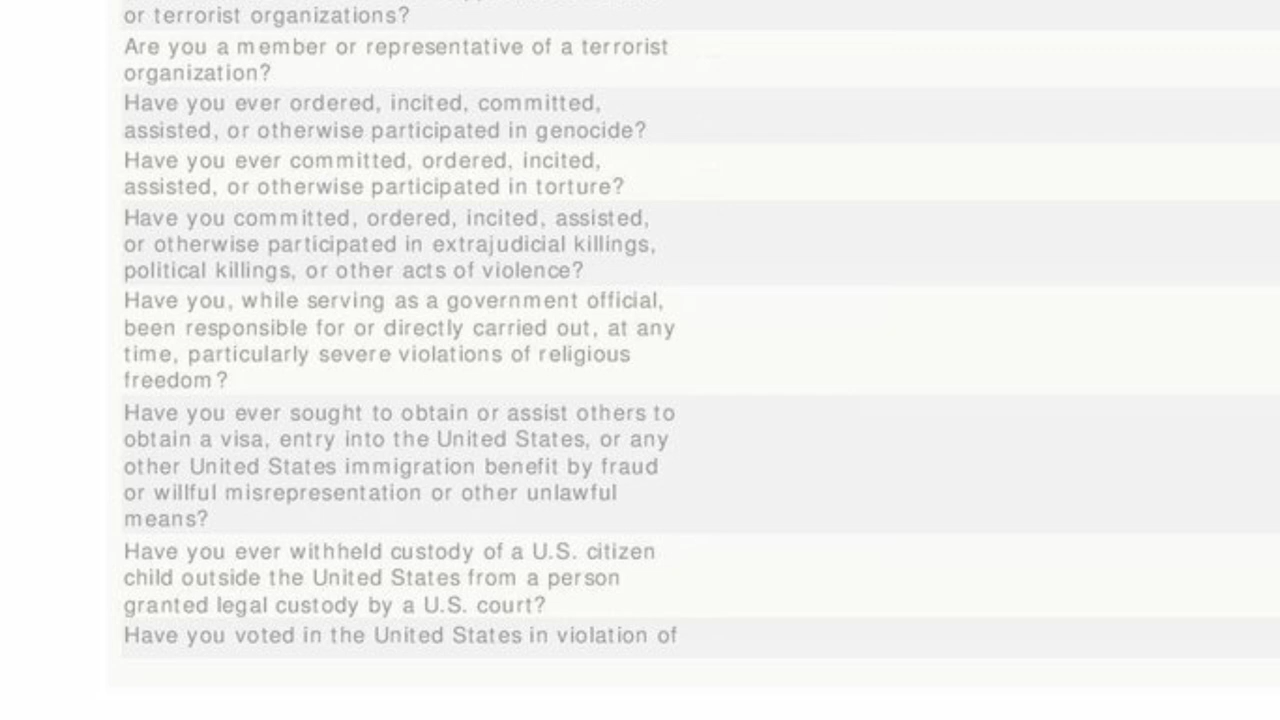 or terrorist organizations?
Are you a member or representative of a terrorist
organization?
Have you ever ordered, incited, committed,
assisted, or otherwise participated in genocide?
Have you ever committed, ordered, incited,
assisted, or otherwise participated in torture?
Have you committed, ordered, incited, assisted,
or otherwise participated in extrajudicial killings,
political killings, or other acts of violence?
Have you, while serving as a government official,
been responsible for or directly carried out, at any
time, particularly severe violations of religious
freedom?
Have you ever sought to obtain or assist others to
obtain a visa, entry into the United States, or any
other United States immigration benefit by fraud
or willful misrepresentation or other unlawful
means?
Have you ever withheld custody of a U.S. citizen
child outside the United States from a person
granted legal custody by a U.S. court?
Have you voted in the United States in violation of